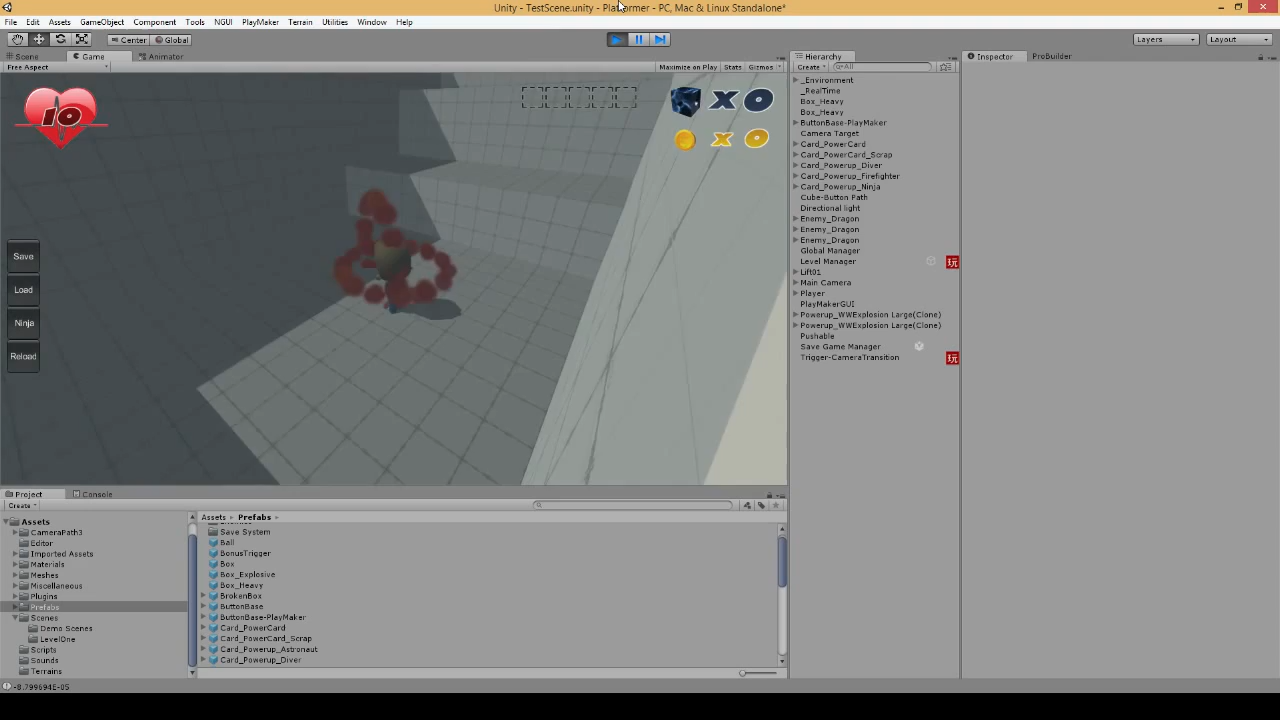 Unity - TestScene.unity - Platformer - PC, Mac & Linux Standalone*
File Edit Assets GameObject Component Tools NGUI PlayMaker Terrain Utilities Window Help
Center Global Layers Layout
Scene Game Animator
Free Aspect Maximize on Play Stats Gizmos
10
X O
X O
Save
Load
Ninja
Reload
Hierarchy
Create All
_Environment
_RealTime
Box_Heavy
Box_Heavy
ButtonBase-PlayMaker
Camera Target
Card_PowerCard
Card_PowerCard_Scrap
Card_Powerup_Diver
Card_Powerup_Firefighter
Card_Powerup_Ninja
Cube-Button Path
Directional light
Enemy_Dragon
Enemy_Dragon
Enemy_Dragon
Global Manager
Level Manager 玩
Lift01
Main Camera
Player
PlayMakerGUI
Powerup_WWExplosion Large(Clone)
Powerup_WWExplosion Large(Clone)
Pushable
Save Game Manager
Trigger-CameraTransition 玩
Inspector ProBuilder
Project Console
Create
Assets
CameraPath3
Editor
Imported Assets
Materials
Meshes
Miscellaneous
Plugins
Prefabs
Scenes
Demo Scenes
LevelOne
Scripts
Sounds
Terrains
Assets Prefabs
Save System
Ball
BonusTrigger
Box
Box_Explosive
Box_Heavy
BrokenBox
ButtonBase
ButtonBase-PlayMaker
Card_PowerCard
Card_PowerCard_Scrap
Card_Powerup_Astronaut
Card_Powerup_Diver
-8.799694E-05